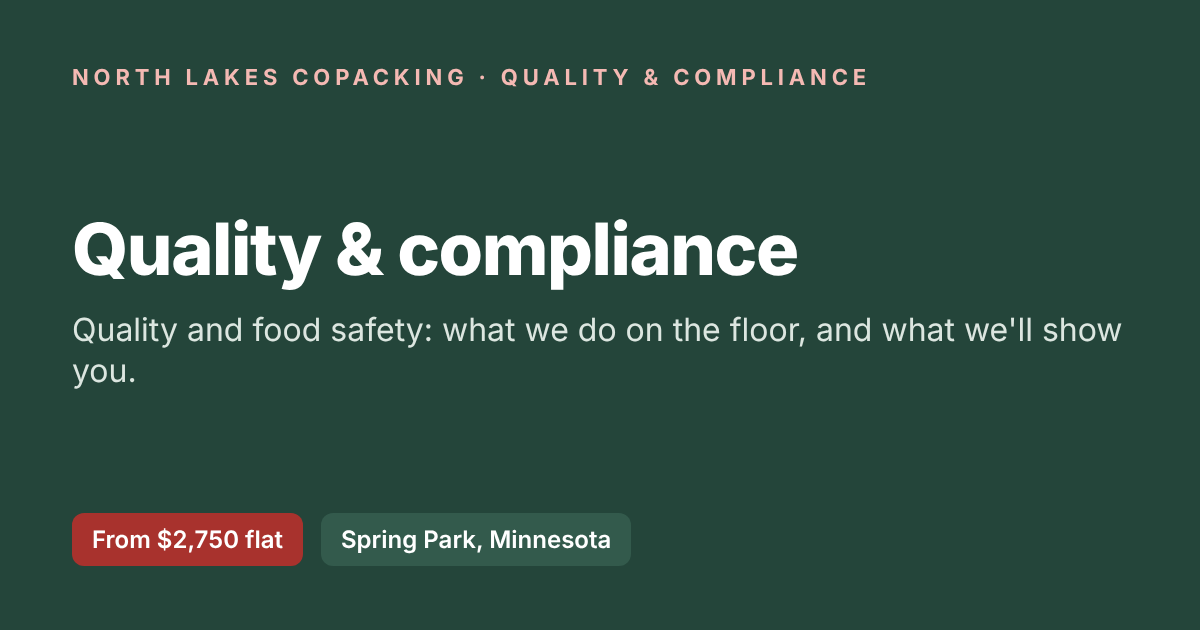 NORTH LAKES COPACKING · QUALITY & COMPLIANCE
Quality & compliance
Quality and food safety: what we do on the floor, and what we'll show
you.
From $2,750 flat
Spring Park, Minnesota